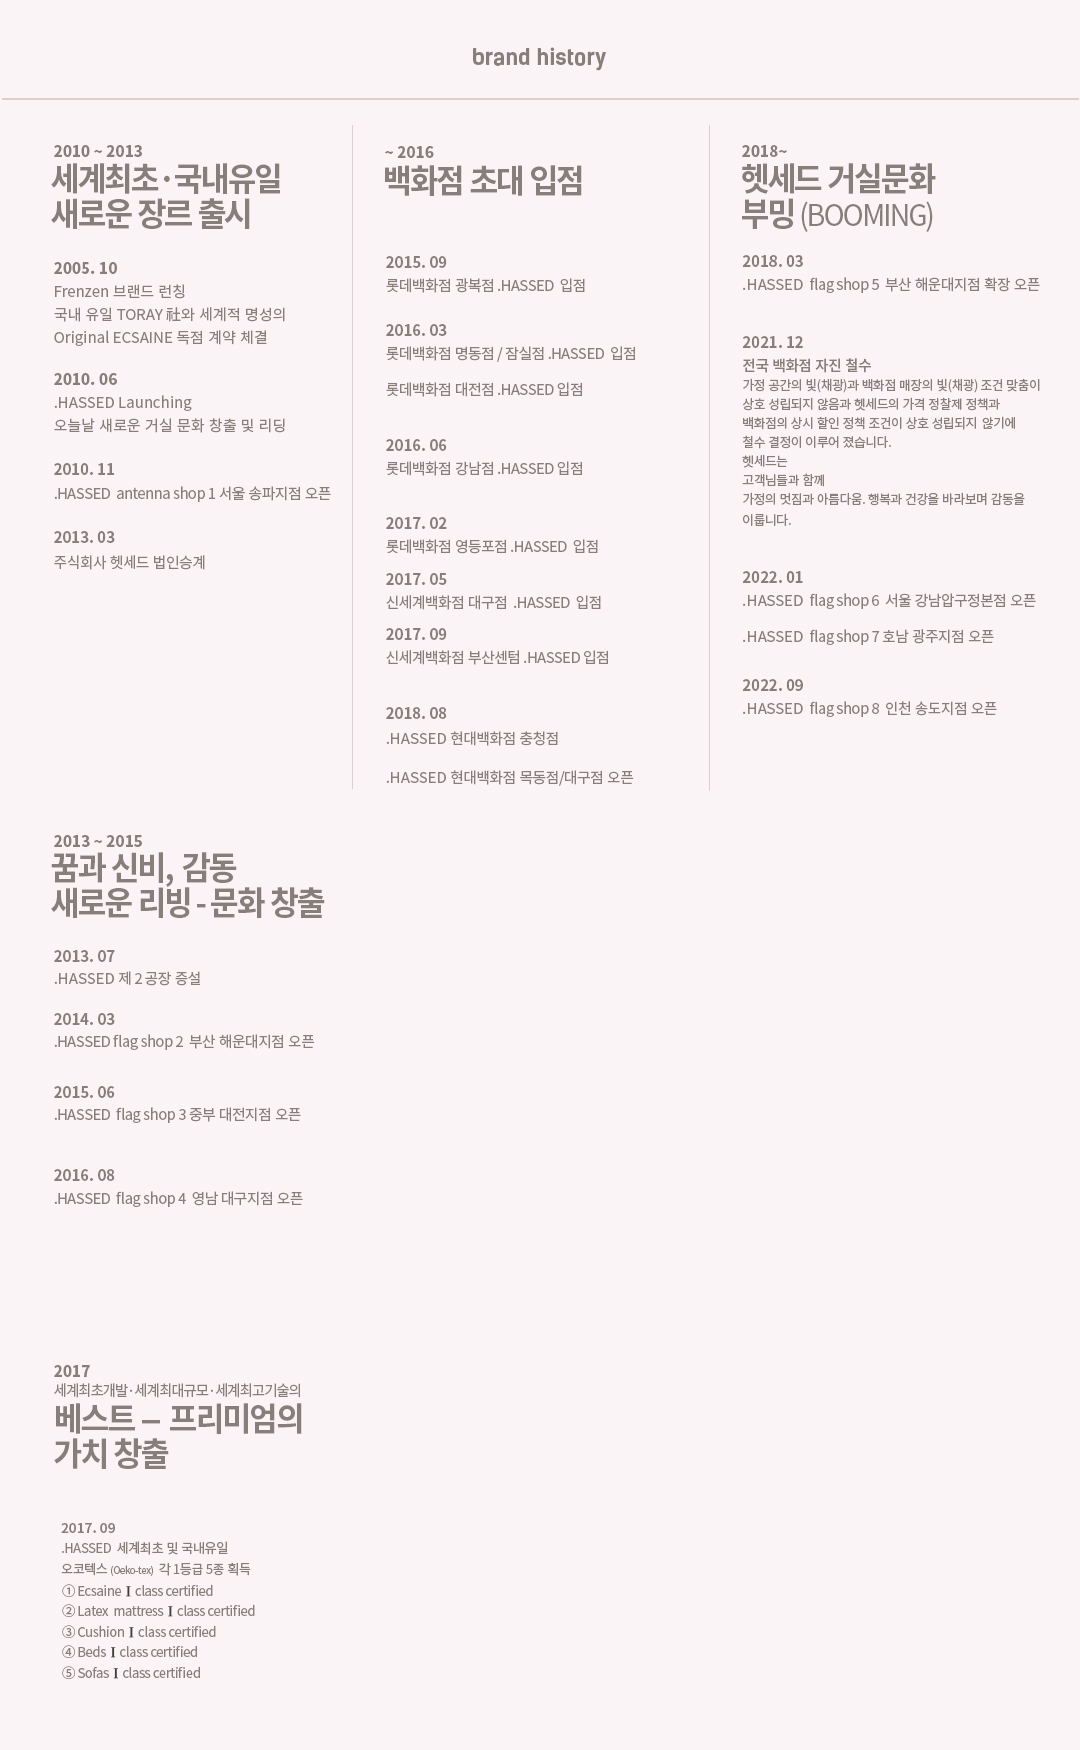 brand history
2010 ~ 2013
세계최초·국내유일
새로운 장르 출시
2005. 10
Frenzen 브랜드 런칭
국내 유일 TORAY 社와 세계적 명성의
Original ECSAINE 독점 계약 체결
2010. 06
.HASSED Launching
오늘날 새로운 거실 문화 창출 및 리딩
2010. 11
.HASSED antenna shop 1 서울 송파지점 오픈
2013. 03
주식회사 헷세드 법인승계
~ 2016
백화점 초대 입점
2015. 09
롯데백화점 광복점 .HASSED 입점
2016. 03
롯데백화점 명동점 / 잠실점 .HASSED 입점
롯데백화점 대전점 .HASSED 입점
2016. 06
롯데백화점 강남점 .HASSED 입점
2017. 02
롯데백화점 영등포점 .HASSED 입점
2017. 05
신세계백화점 대구점 .HASSED 입점
2017. 09
신세계백화점 부산센텀 .HASSED 입점
2018. 08
.HASSED 현대백화점 충청점
.HASSED 현대백화점 목동점/대구점 오픈
2018~
헷세드 거실문화
부밍 (BOOMING)
2018. 03
.HASSED flag shop 5 부산 해운대지점 확장 오픈
2021. 12
전국 백화점 자진 철수
가정 공간의 빛(채광)과 백화점 매장의 빛(채광) 조건 맞춤이
상호 성립되지 않음과 헷세드의 가격 정찰제 정책과
백화점의 상시 할인 정책 조건이 상호 성립되지 않기에
철수 결정이 이루어 졌습니다.
헷세드는
고객님들과 함께
가정의 멋짐과 아름다움. 행복과 건강을 바라보며 감동을
이룹니다.
2022. 01
.HASSED flag shop 6 서울 강남압구정본점 오픈
.HASSED flag shop 7 호남 광주지점 오픈
2022. 09
.HASSED flag shop 8 인천 송도지점 오픈
2013 ~ 2015
꿈과 신비, 감동
새로운 리빙 - 문화 창출
2013. 07
.HASSED 제 2 공장 증설
2014. 03
.HASSED flag shop 2 부산 해운대지점 오픈
2015. 06
.HASSED flag shop 3 중부 대전지점 오픈
2016. 08
.HASSED flag shop 4 영남 대구지점 오픈
2017
세계최초개발·세계최대규모·세계최고기술의
베스트 – 프리미엄의
가치 창출
2017. 09
.HASSED 세계최초 및 국내유일
오코텍스 (Oeko-tex) 각 1등급 5종 획득
① Ecsaine I class certified
② Latex mattress I class certified
③ Cushion I class certified
④ Beds I class certified
⑤ Sofas I class certified